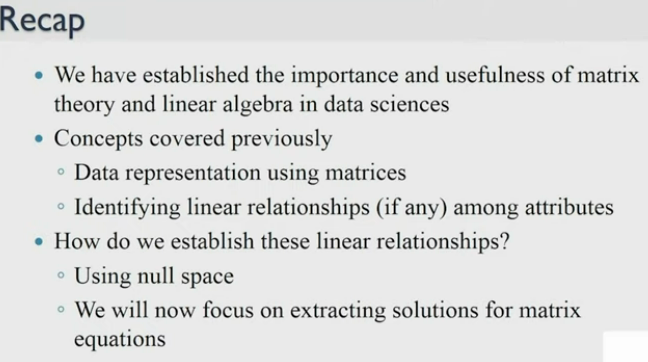 Recap
• We have established the importance and usefulness of matrix
theory and linear algebra in data sciences
• Concepts covered previously
◦ Data representation using matrices
◦ Identifying linear relationships (if any) among attributes
• How do we establish these linear relationships?
◦ Using null space
◦ We will now focus on extracting solutions for matrix
equations